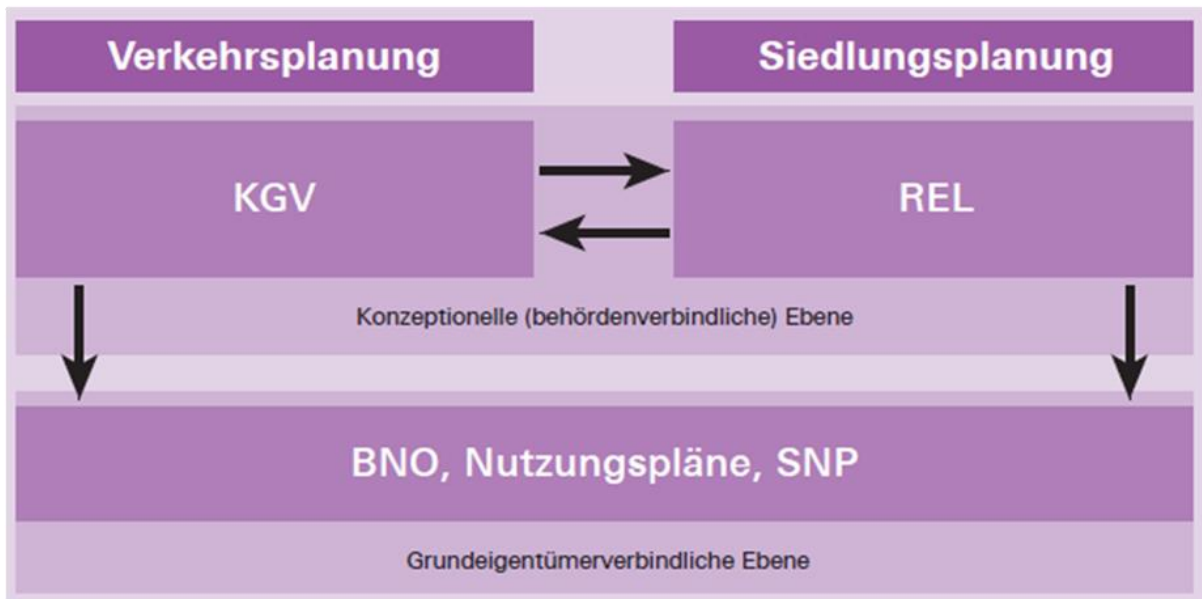 Verkehrsplanung
Siedlungsplanung
KGV
REL
Konzeptionelle (behördenverbindliche) Ebene
BNO, Nutzungspläne, SNP
Grundeigentümerverbindliche Ebene